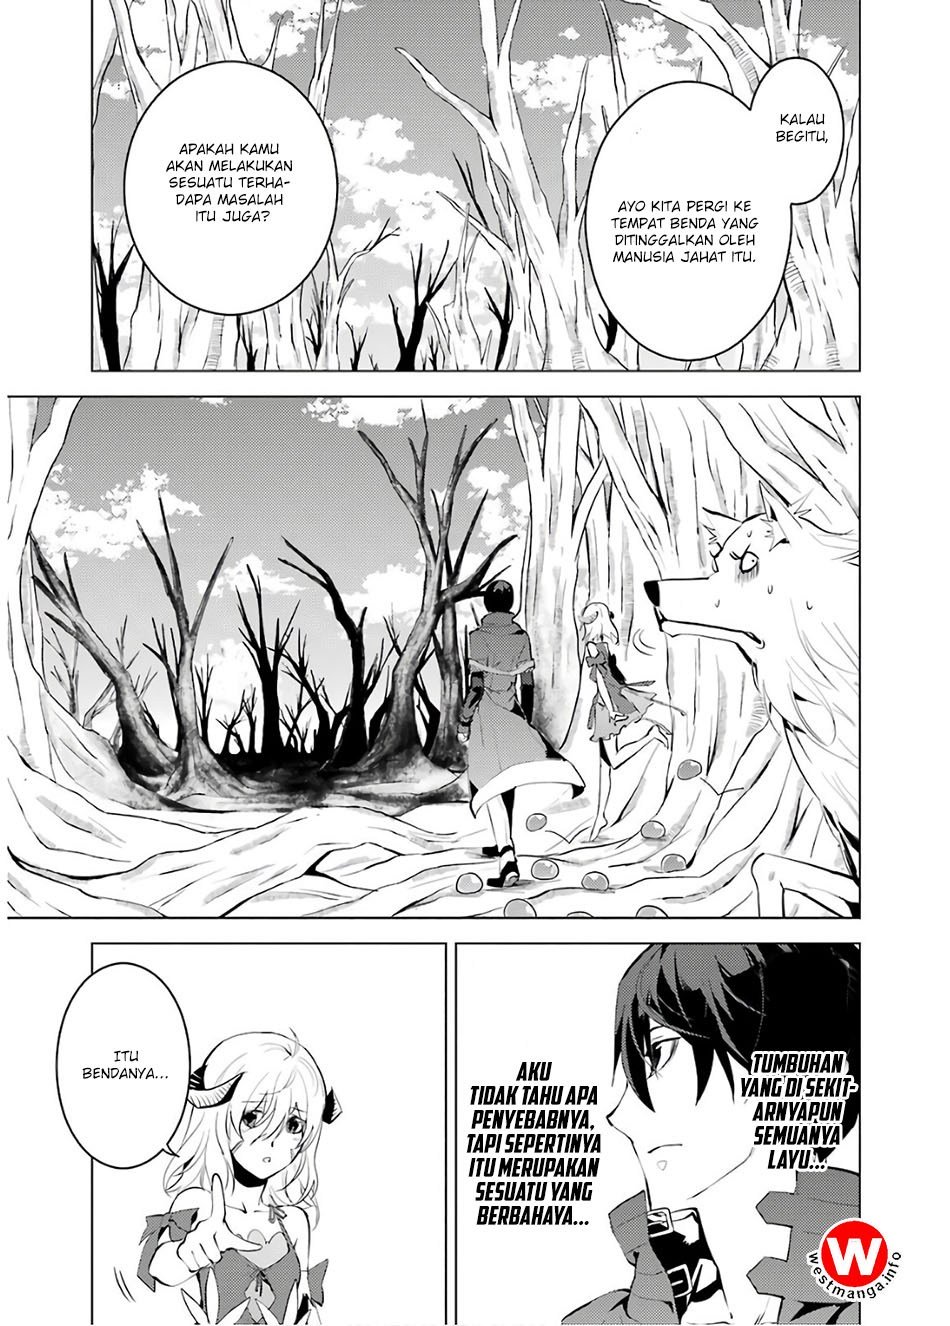 KALAU
BEGITU,
AYO KITA PERGI KE
TEMPAT BENDA YANG
DITINGGALKAN OLEH
MANUSIA JAHAT ITU.
APAKAH KAMU
AKAN MELAKUKAN
SESUATU TERHA-
DAPA MASALAH
ITU JUGA?
TUMBUHAN
YANG DI SEKIT-
ARNYAPUN
SEMUANYA
LAYU...
AKU
TIDAK TAHU APA
PENYEBABNYA,
TAPI SEPERTINYA
ITU MERUPAKAN
SESUATU YANG
BERBAHAYA...
ITU
BENDANYA...
W
westmanga.info